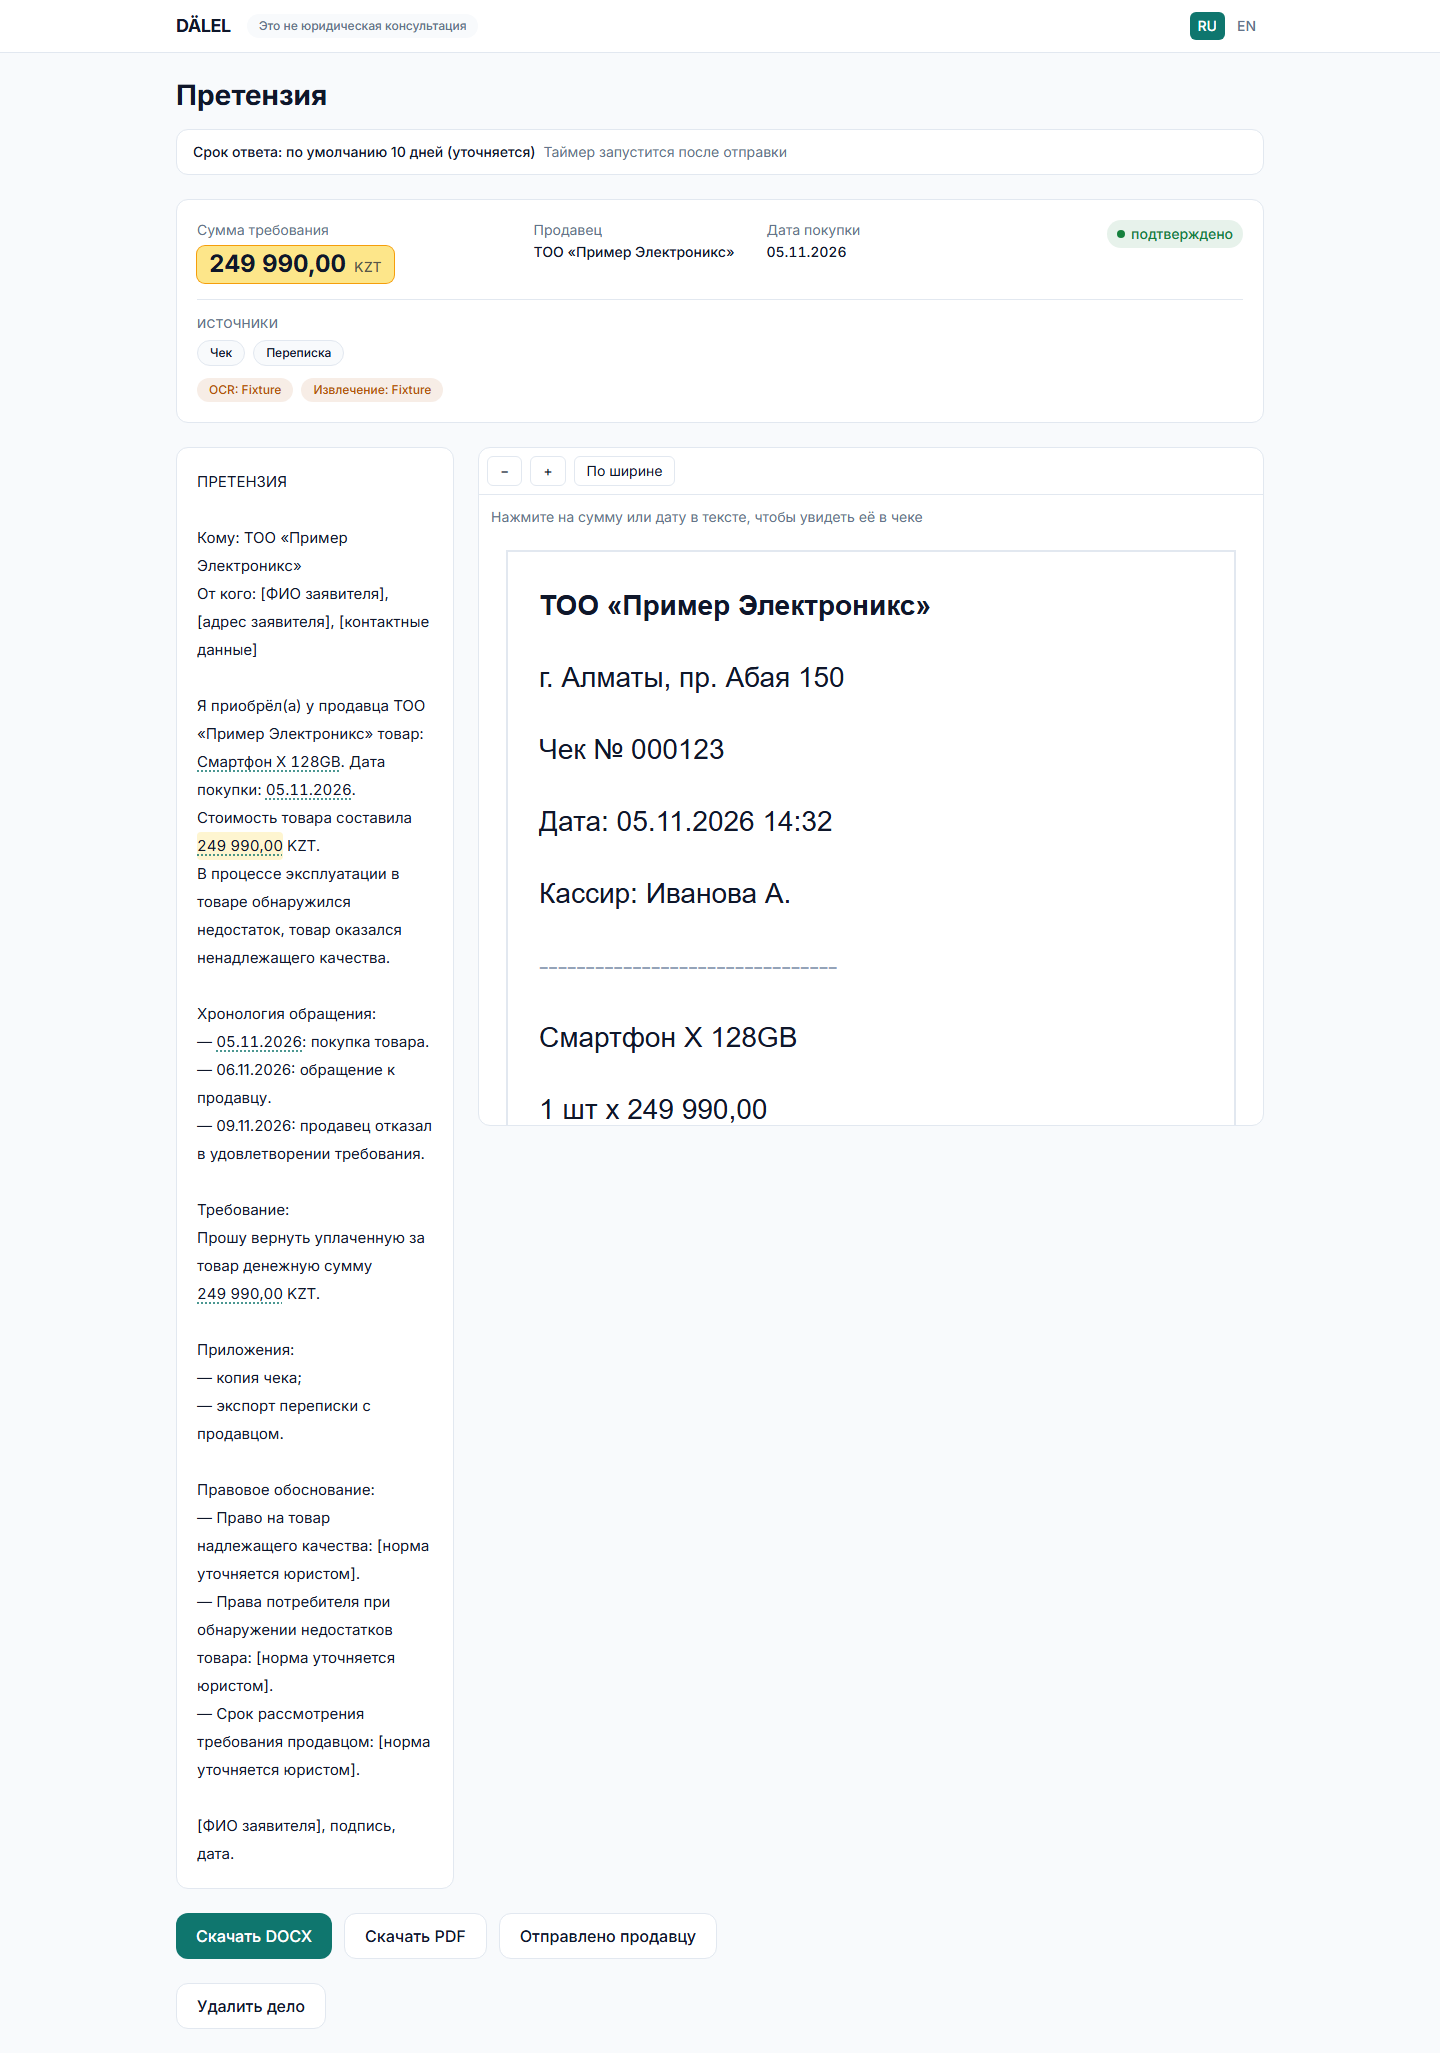 DÄLEL
Это не юридическая консультация
RU
EN
Претензия
Срок ответа: по умолчанию 10 дней (уточняется) Таймер запустится после отправки
Сумма требования
249 990,00 KZT
Продавец
ТОО «Пример Электроникс»
Дата покупки
05.11.2026
подтверждено
ИСТОЧНИКИ
Чек
Переписка
OCR: Fixture
Извлечение: Fixture
ПРЕТЕНЗИЯ
Кому: ТОО «Пример
Электроникс»
От кого: [ФИО заявителя],
[адрес заявителя], [контактные
данные]
Я приобрёл(а) у продавца ТОО
«Пример Электроникс» товар:
Смартфон X 128GB. Дата
покупки: 05.11.2026.
Стоимость товара составила
249 990,00 KZT.
В процессе эксплуатации в
товаре обнаружился
недостаток, товар оказался
ненадлежащего качества.
Хронология обращения:
— 05.11.2026: покупка товара.
— 06.11.2026: обращение к
продавцу.
— 09.11.2026: продавец отказал
в удовлетворении требования.
Требование:
Прошу вернуть уплаченную за
товар денежную сумму
249 990,00 KZT.
Приложения:
— копия чека;
— экспорт переписки с
продавцом.
Правовое обоснование:
— Право на товар
надлежащего качества: [норма
уточняется юристом].
— Права потребителя при
обнаружении недостатков
товара: [норма уточняется
юристом].
— Срок рассмотрения
требования продавцом: [норма
уточняется юристом].
[ФИО заявителя], подпись,
дата.
−
+
По ширине
Нажмите на сумму или дату в тексте, чтобы увидеть её в чеке
ТОО «Пример Электроникс»
г. Алматы, пр. Абая 150
Чек № 000123
Дата: 05.11.2026 14:32
Кассир: Иванова А.
--------------------------------
Смартфон X 128GB
1 шт x 249 990,00
Скачать DOCX
Скачать PDF
Отправлено продавцу
Удалить дело